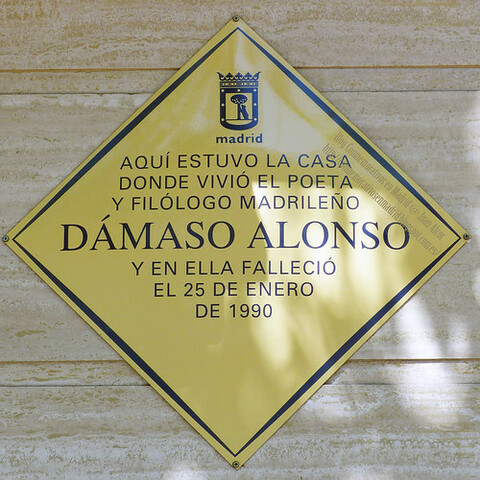 madrid
AQUÍ ESTUVO LA CASA
DONDE VIVIÓ EL POETA
Y FILÓLOGO MADRILEÑO
DÁMASO ALONSO
Y EN ELLA FALLECIÓ
EL 25 DE ENERO
DE 1990